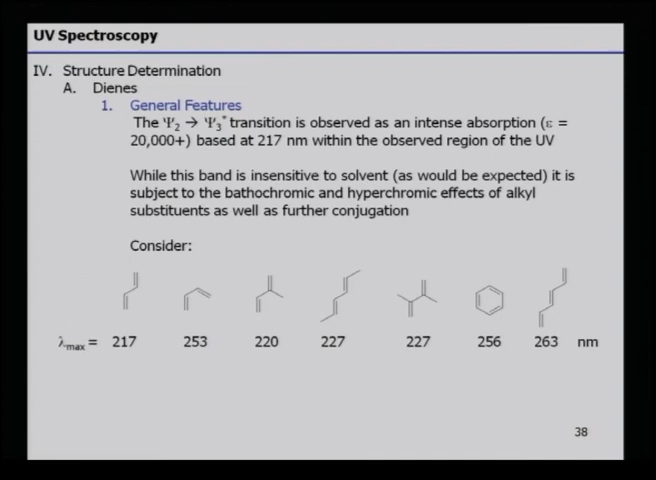 UV Spectroscopy
IV. Structure Determination
A. Dienes
1. General Features
The Ψ2 → Ψ3* transition is observed as an intense absorption (ε =
20,000+) based at 217 nm within the observed region of the UV
While this band is insensitive to solvent (as would be expected) it is
subject to the bathochromic and hyperchromic effects of alkyl
substituents as well as further conjugation
Consider:
λmax = 217 253 220 227 227 256 263 nm
38